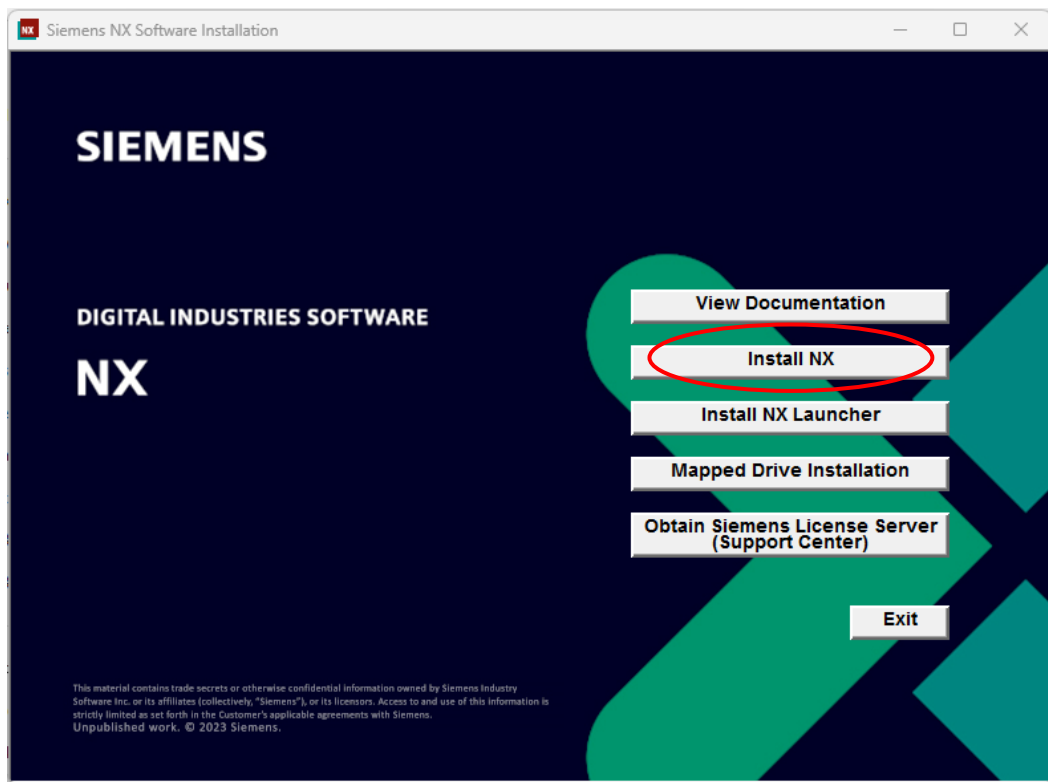 NX Siemens NX Software Installation
SIEMENS
DIGITAL INDUSTRIES SOFTWARE
NX
View Documentation
Install NX
Install NX Launcher
Mapped Drive Installation
Obtain Siemens License Server
(Support Center)
Exit
This material contains trade secrets or otherwise confidential information owned by Siemens Industry
Software Inc. or its affiliates (collectively, "Siemens"), or its licensors. Access to and use of this information is
strictly limited as set forth in the Customer's applicable agreements with Siemens.
Unpublished work. © 2023 Siemens.